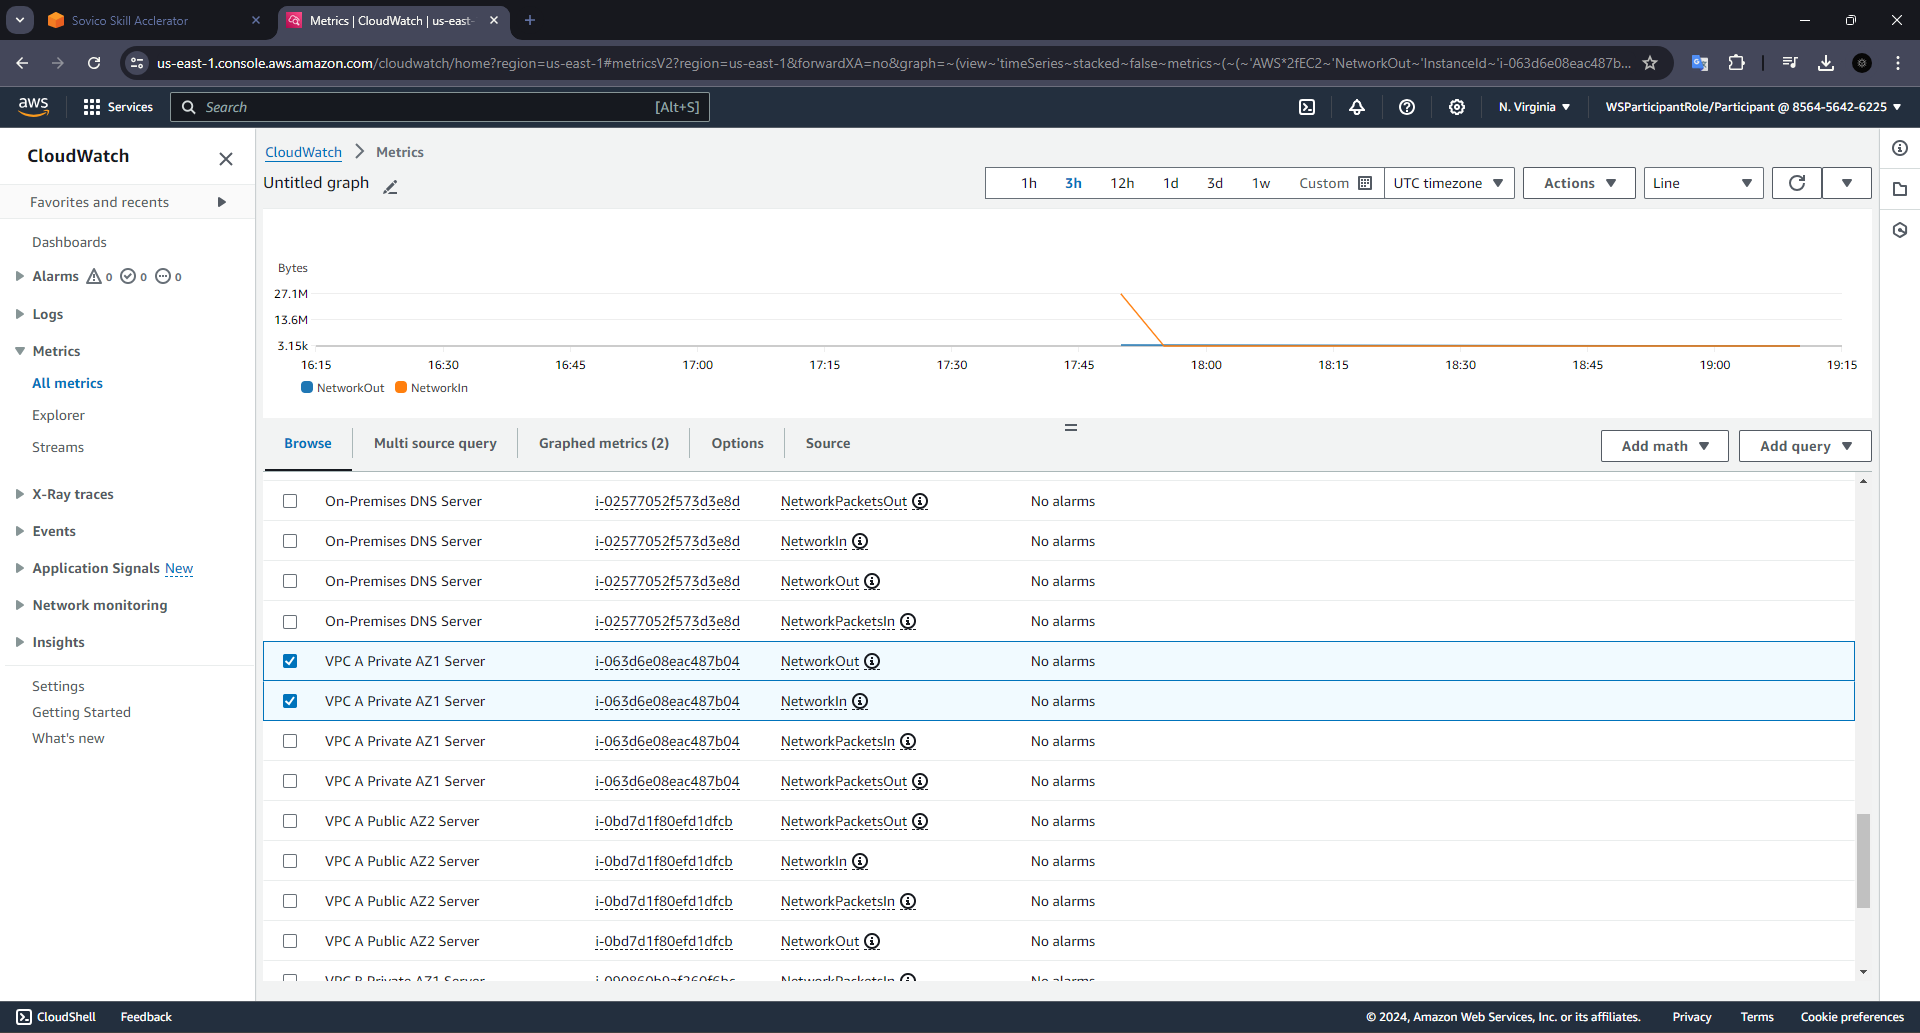 Sovico Skill Acclerator
Metrics | CloudWatch | us-east-
us-east-1.console.aws.amazon.com/cloudwatch/home?region=us-east-1#metricsV2?region=us-east-1&forwardXA=no&graph=~(view~'timeSeries~stacked~false~metrics~(~(~'AWS*2fEC2~'NetworkOut~'InstanceId~'i-063d6e08eac487b...
aws
Services
Search
[Alt+S]
N. Virginia
WSParticipantRole/Participant @ 8564-5642-6225
CloudWatch
Favorites and recents
Dashboards
Alarms 0 0 0
Logs
Metrics
All metrics
Explorer
Streams
X-Ray traces
Events
Application Signals New
Network monitoring
Insights
Settings
Getting Started
What's new
CloudWatch > Metrics
Untitled graph
1h 3h 12h 1d 3d 1w Custom
UTC timezone
Actions
Line
Bytes
27.1M
13.6M
3.15k
16:15 16:30 16:45 17:00 17:15 17:30 17:45 18:00 18:15 18:30 18:45 19:00 19:15
NetworkOut NetworkIn
Browse
Multi source query
Graphed metrics (2)
Options
Source
Add math
Add query
On-Premises DNS Server i-02577052f573d3e8d NetworkPacketsOut No alarms
On-Premises DNS Server i-02577052f573d3e8d NetworkIn No alarms
On-Premises DNS Server i-02577052f573d3e8d NetworkOut No alarms
On-Premises DNS Server i-02577052f573d3e8d NetworkPacketsIn No alarms
VPC A Private AZ1 Server i-063d6e08eac487b04 NetworkOut No alarms
VPC A Private AZ1 Server i-063d6e08eac487b04 NetworkIn No alarms
VPC A Private AZ1 Server i-063d6e08eac487b04 NetworkPacketsIn No alarms
VPC A Private AZ1 Server i-063d6e08eac487b04 NetworkPacketsOut No alarms
VPC A Public AZ2 Server i-0bd7d1f80efd1dfcb NetworkPacketsOut No alarms
VPC A Public AZ2 Server i-0bd7d1f80efd1dfcb NetworkIn No alarms
VPC A Public AZ2 Server i-0bd7d1f80efd1dfcb NetworkPacketsIn No alarms
VPC A Public AZ2 Server i-0bd7d1f80efd1dfcb NetworkOut No alarms
VPC B Private AZ1 Server NetworkPacketsIn No alarms
CloudShell
Feedback
© 2024, Amazon Web Services, Inc. or its affiliates.
Privacy
Terms
Cookie preferences